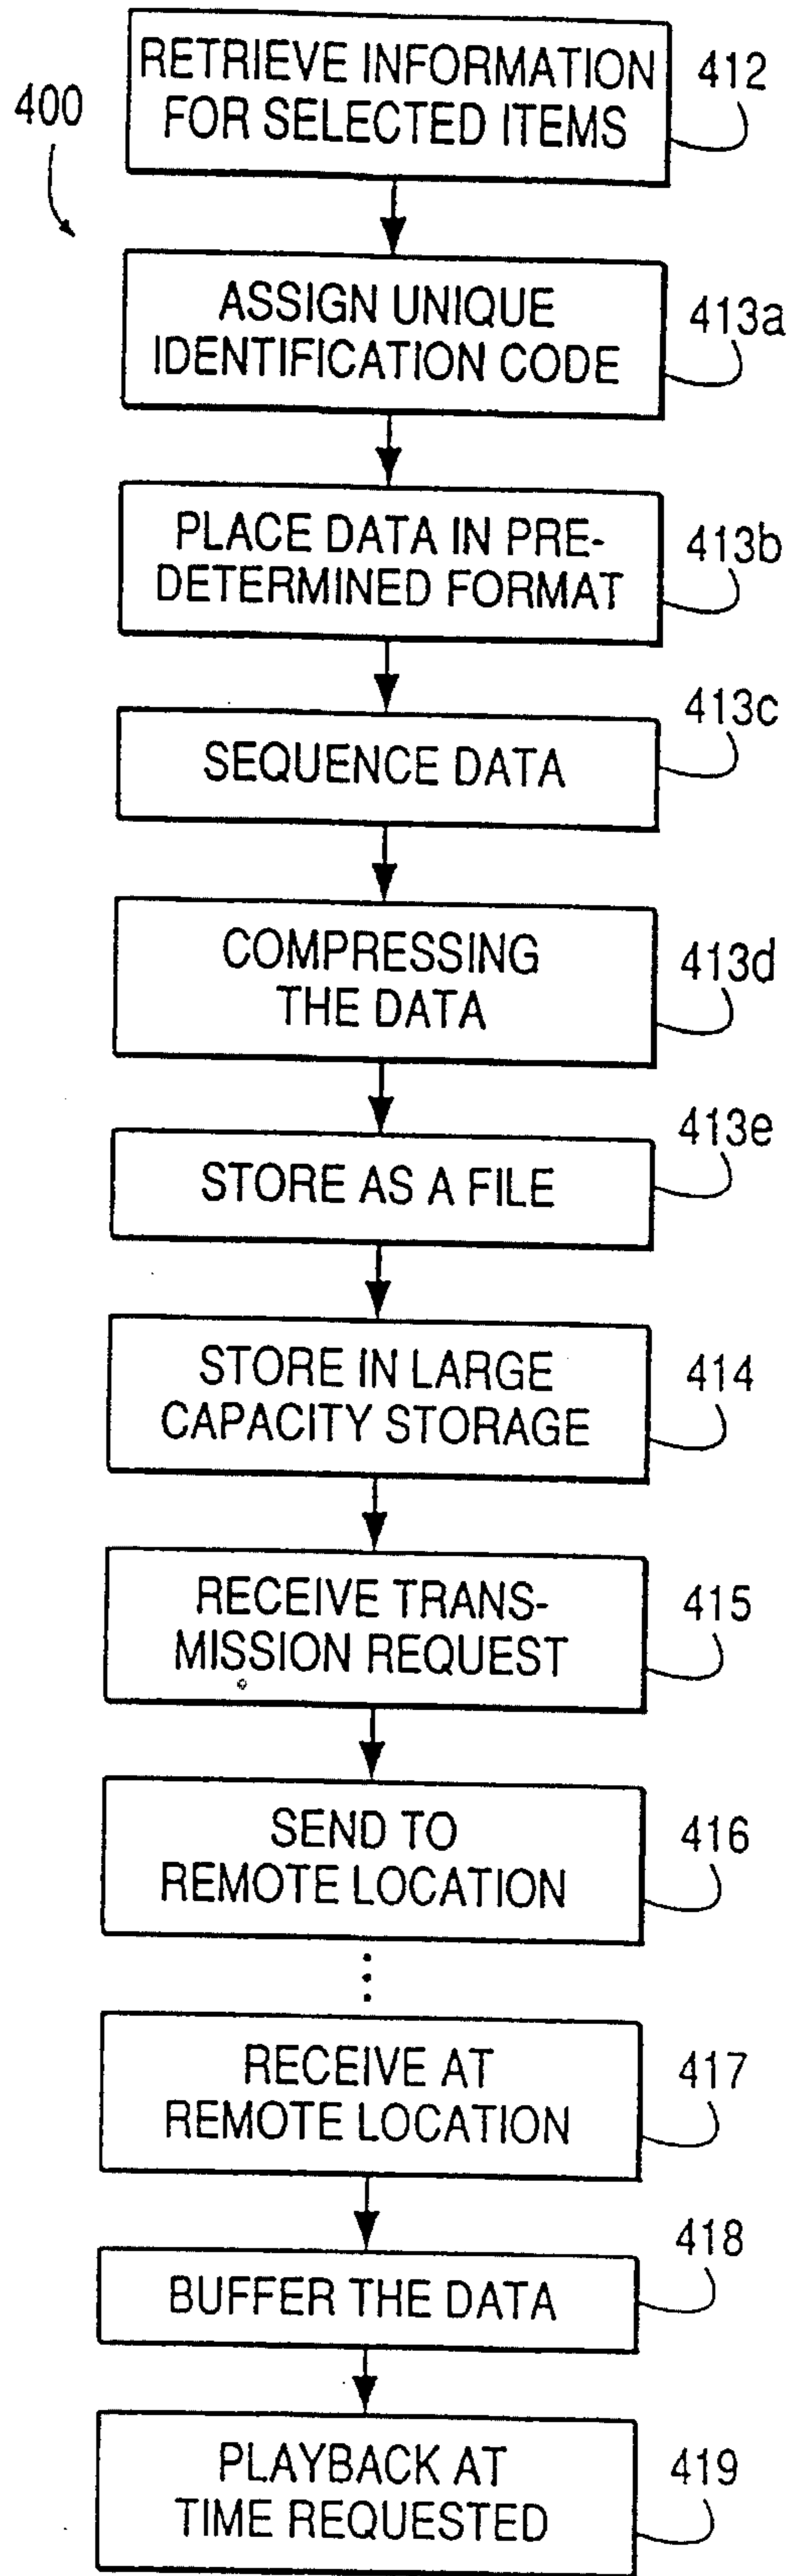 RETRIEVE INFORMATION
FOR SELECTED ITEMS
412
400
ASSIGN UNIQUE
IDENTIFICATION CODE
413a
PLACE DATA IN PRE-
DETERMINED FORMAT
413b
SEQUENCE DATA
413c
COMPRESSING
THE DATA
413d
STORE AS A FILE
413e
STORE IN LARGE
CAPACITY STORAGE
414
RECEIVE TRANS-
MISSION REQUEST
415
SEND TO
REMOTE LOCATION
416
RECEIVE AT
REMOTE LOCATION
417
BUFFER THE DATA
418
PLAYBACK AT
TIME REQUESTED
419